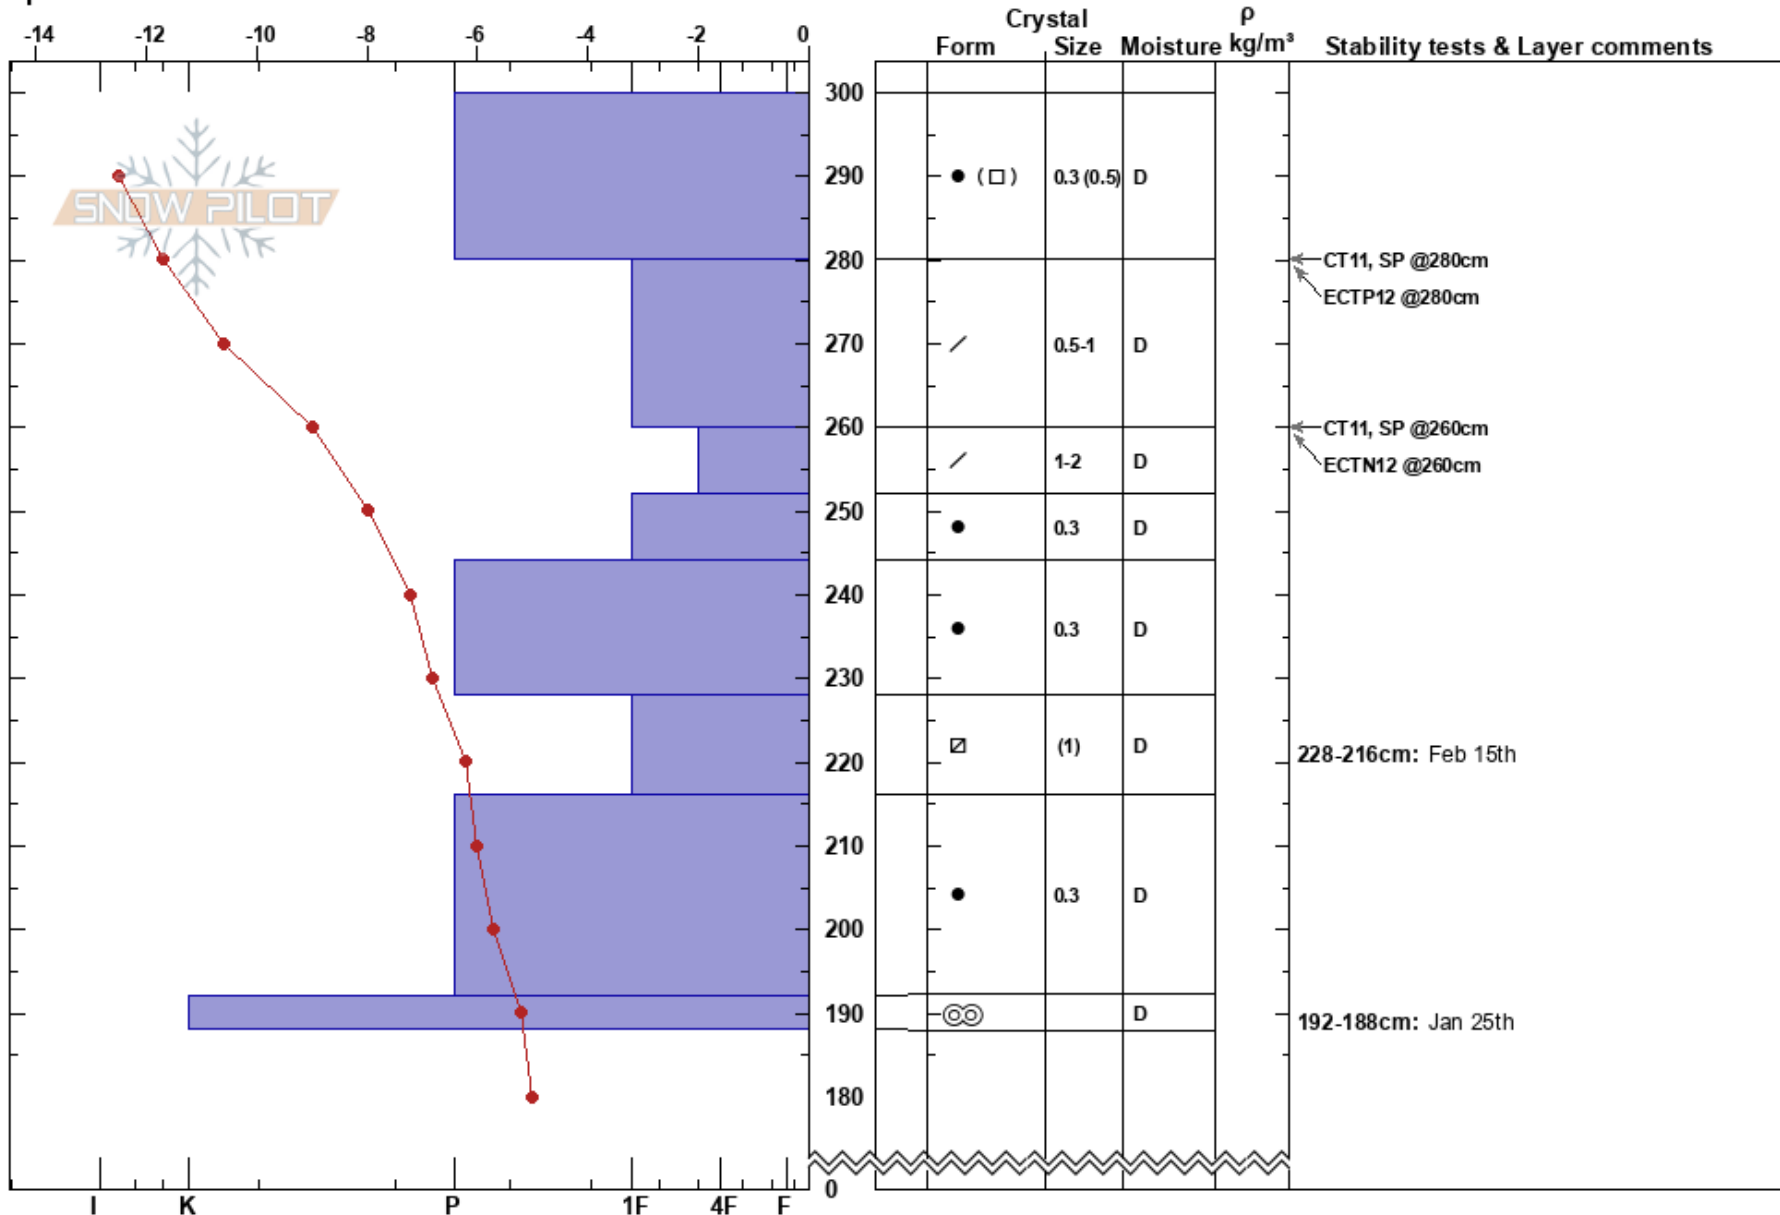 Crystal ρ
-14 -12 -10 -8 -6 -4 -2 0 Form Size Moisture kg/m³ Stability tests & Layer comments
300
SNOW PILOT
290 (□) 0.3 (0.5) D
280 CT11, SP @280cm
ECTP12 @280cm
270 0.5-1 D
260 CT11, SP @260cm
1-2 D ECTN12 @260cm
250 0.3 D
240
0.3 D
230
(1) D
220 228-216cm: Feb 15th
210
0.3 D
200
190 D 192-188cm: Jan 25th
180
0
I K P 1F 4F F